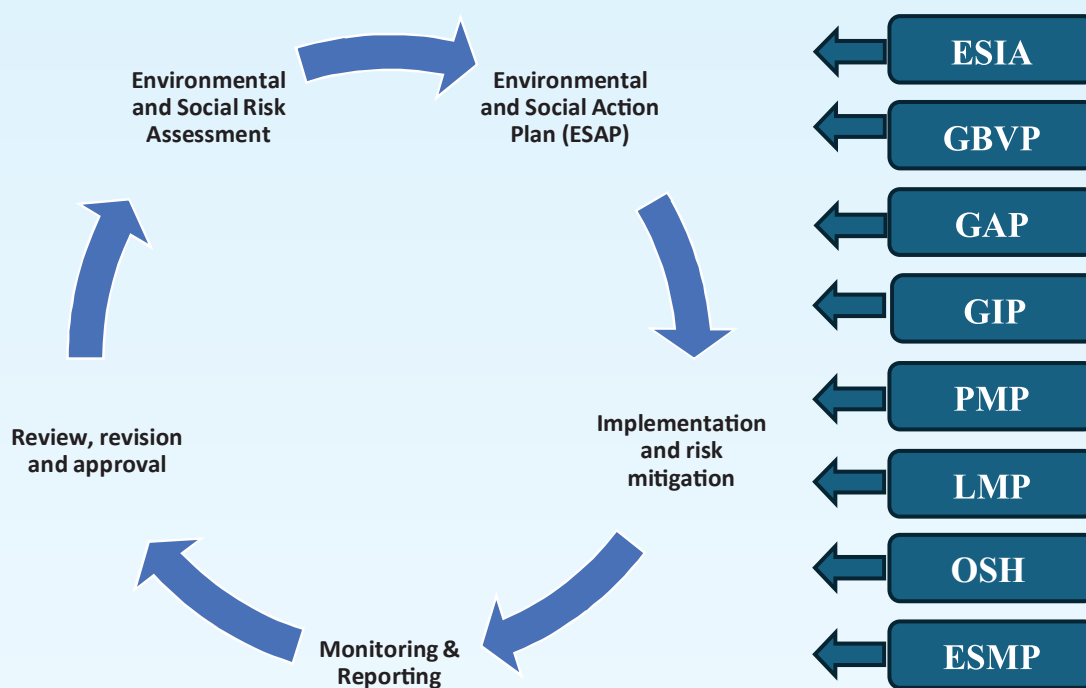 Environmental
and Social Risk
Assessment
Environmental
and Social Action
Plan (ESAP)
Implementation
and risk
mitigation
Monitoring &
Reporting
Review, revision
and approval
ESIA
GBVP
GAP
GIP
PMP
LMP
OSH
ESMP